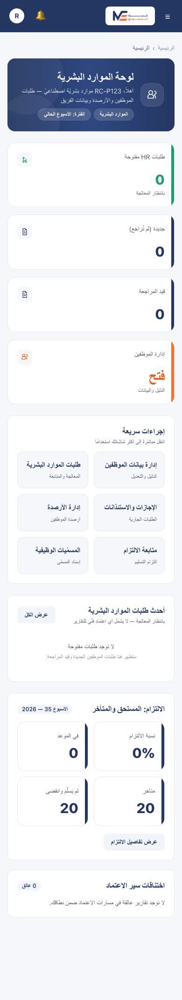 R
🔔
خبراء
التسويق
≡
الرئيسية › الرئيسية
لوحة الموارد البشرية
أهلاً، RC-P123 موارد بشريّة اصطناعيّ — طلبات
الموظفين والأرصدة وبيانات الفريق
الموارد البشرية
الفترة: الأسبوع الحالي
طلبات HR مفتوحة
0
بانتظار المعالجة
جديدة (لم تُراجَع)
0
قيد المراجعة
0
إدارة الموظفين
فتح
الدليل والبيانات
إجراءات سريعة
انتقل مباشرةً إلى أكثر شاشاتك استخدامًا
إدارة بيانات الموظفين
الدليل والتعديل
طلبات الموارد البشرية
المعالجة والمتابعة
الإجازات والاستئذانات
الطلبات الجارية
إدارة الأرصدة
أرصدة الموظفين
متابعة الالتزام
التزام التسليم
المسمّيات الوظيفية
إسناد المسمّى
أحدث طلبات الموارد البشرية
بانتظار المعالجة — لا يشمل أي اعتماد فنّي للتقارير
عرض الكل
لا توجد طلبات مفتوحة
ستظهر هنا طلبات الموظفين الجديدة وقيد المراجعة.
الالتزام: المستحق والمتأخر
الأسبوع 35 — 2026
نسبة الالتزام
0%
في الموعد
0
متأخر
20
لم يسلّم وانقضى
20
عرض تفاصيل الالتزام
اختناقات سير الاعتماد
0 عالق
لا توجد تقارير عالقة في مسارات الاعتماد ضمن نطاقك.